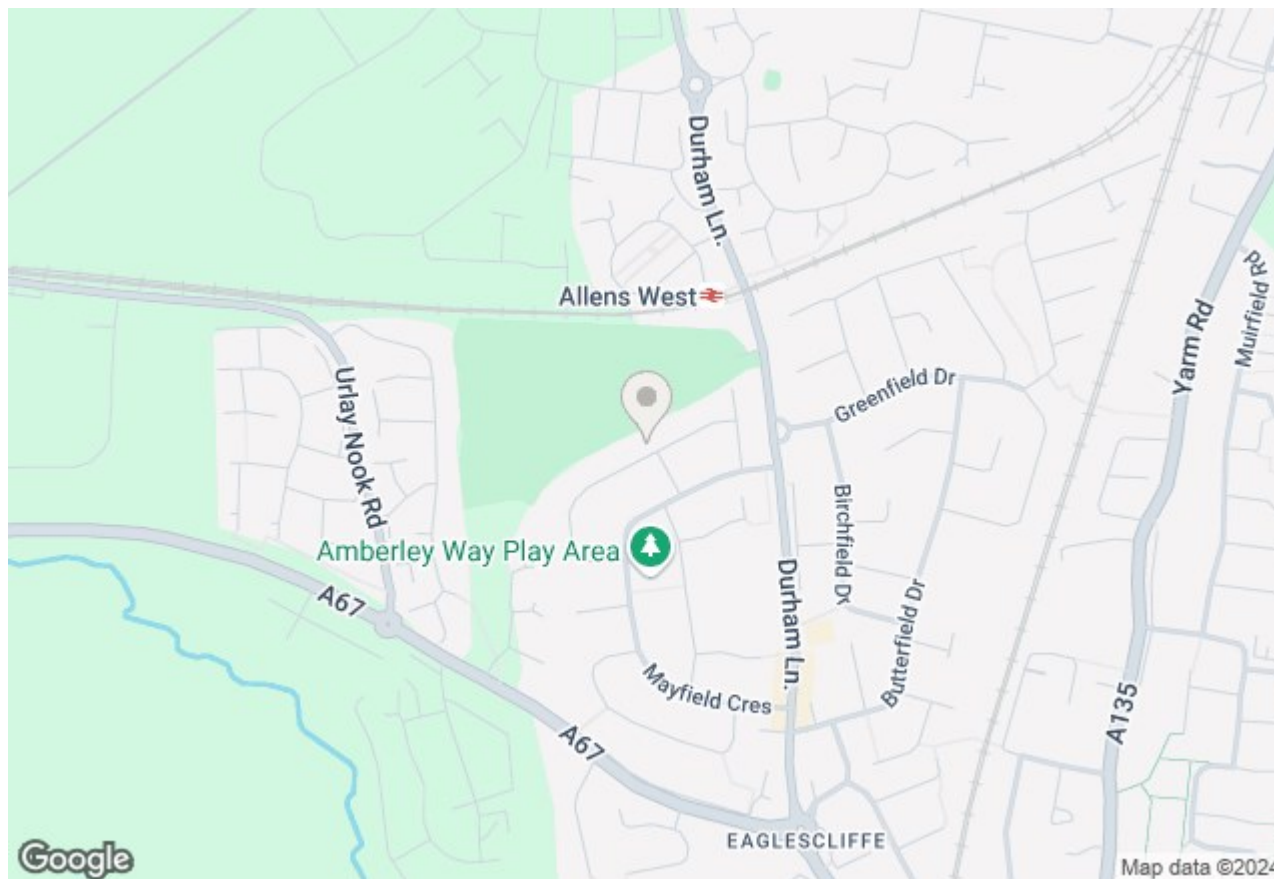 Durham Ln.
Allens West
Muirfield Rd
Yarm Rd
Urlay Nook Rd
Greenfield Dr
Birchfield Dr
Amberley Way Play Area
Durham Ln.
A67
Butterfield Dr
Mayfield Cres
A135
A67
EAGLESCLIFFE
Google
Map data ©2024